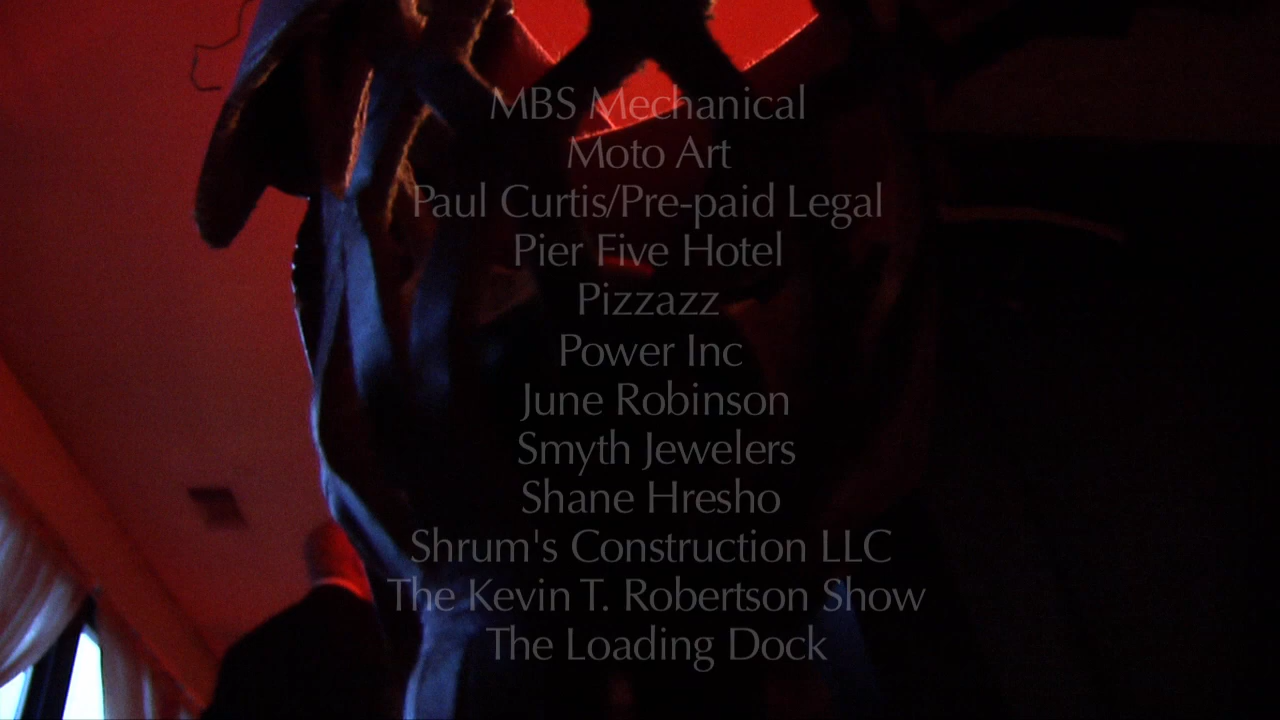 MBS Mechanical
Moto Art
Paul Curtis/Pre-paid Legal
Pier Five Hotel
Pizzazz
Power Inc
June Robinson
Smyth Jewelers
Shane Hresho
Shrum's Construction LLC
The Kevin T. Robertson Show
The Loading Dock